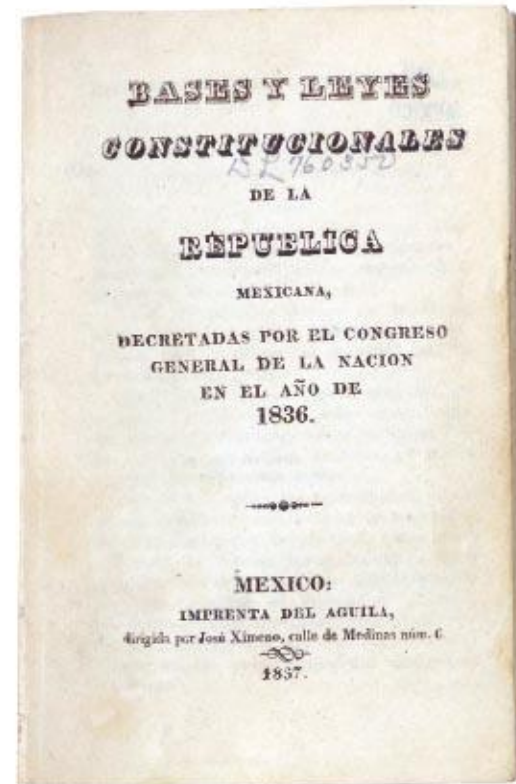 BASES Y LEYES
CONSTITUCIONALES
DE LA
REPUBLICA
MEXICANA,
DECRETADAS POR EL CONGRESO
GENERAL DE LA NACION
EN EL AÑO DE
1836.
MEXICO:
IMPRENTA DEL AGUILA,
dirigida por José Ximeno, calle de Medinas núm. 6
1837.